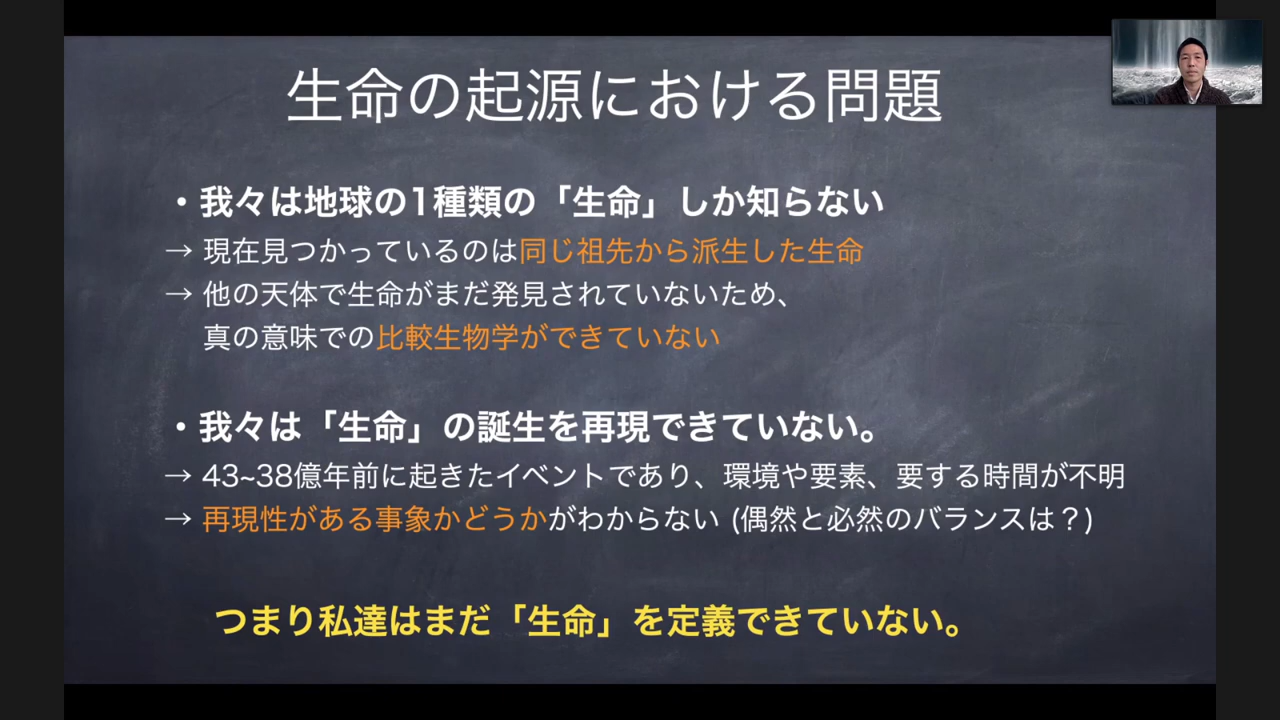 生命の起源における問題
・我々は地球の1種類の「生命」しか知らない
→ 現在見つかっているのは同じ祖先から派生した生命
→ 他の天体で生命がまだ発見されていないため、
真の意味での比較生物学ができていない
・我々は「生命」の誕生を再現できていない。
→ 43~38億年前に起きたイベントであり、環境や要素、要する時間が不明
→ 再現性がある事象かどうかがわからない (偶然と必然のバランスは？)
つまり私達はまだ「生命」を定義できていない。